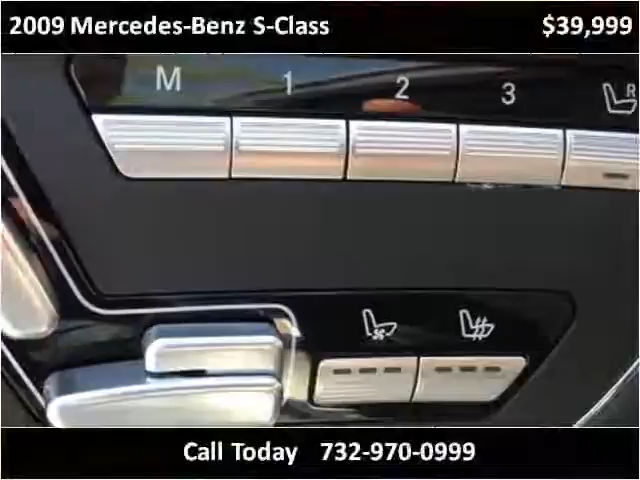 2009 Mercedes-Benz S-Class $39,999
M 1 2 3 R
Call Today 732-970-0999